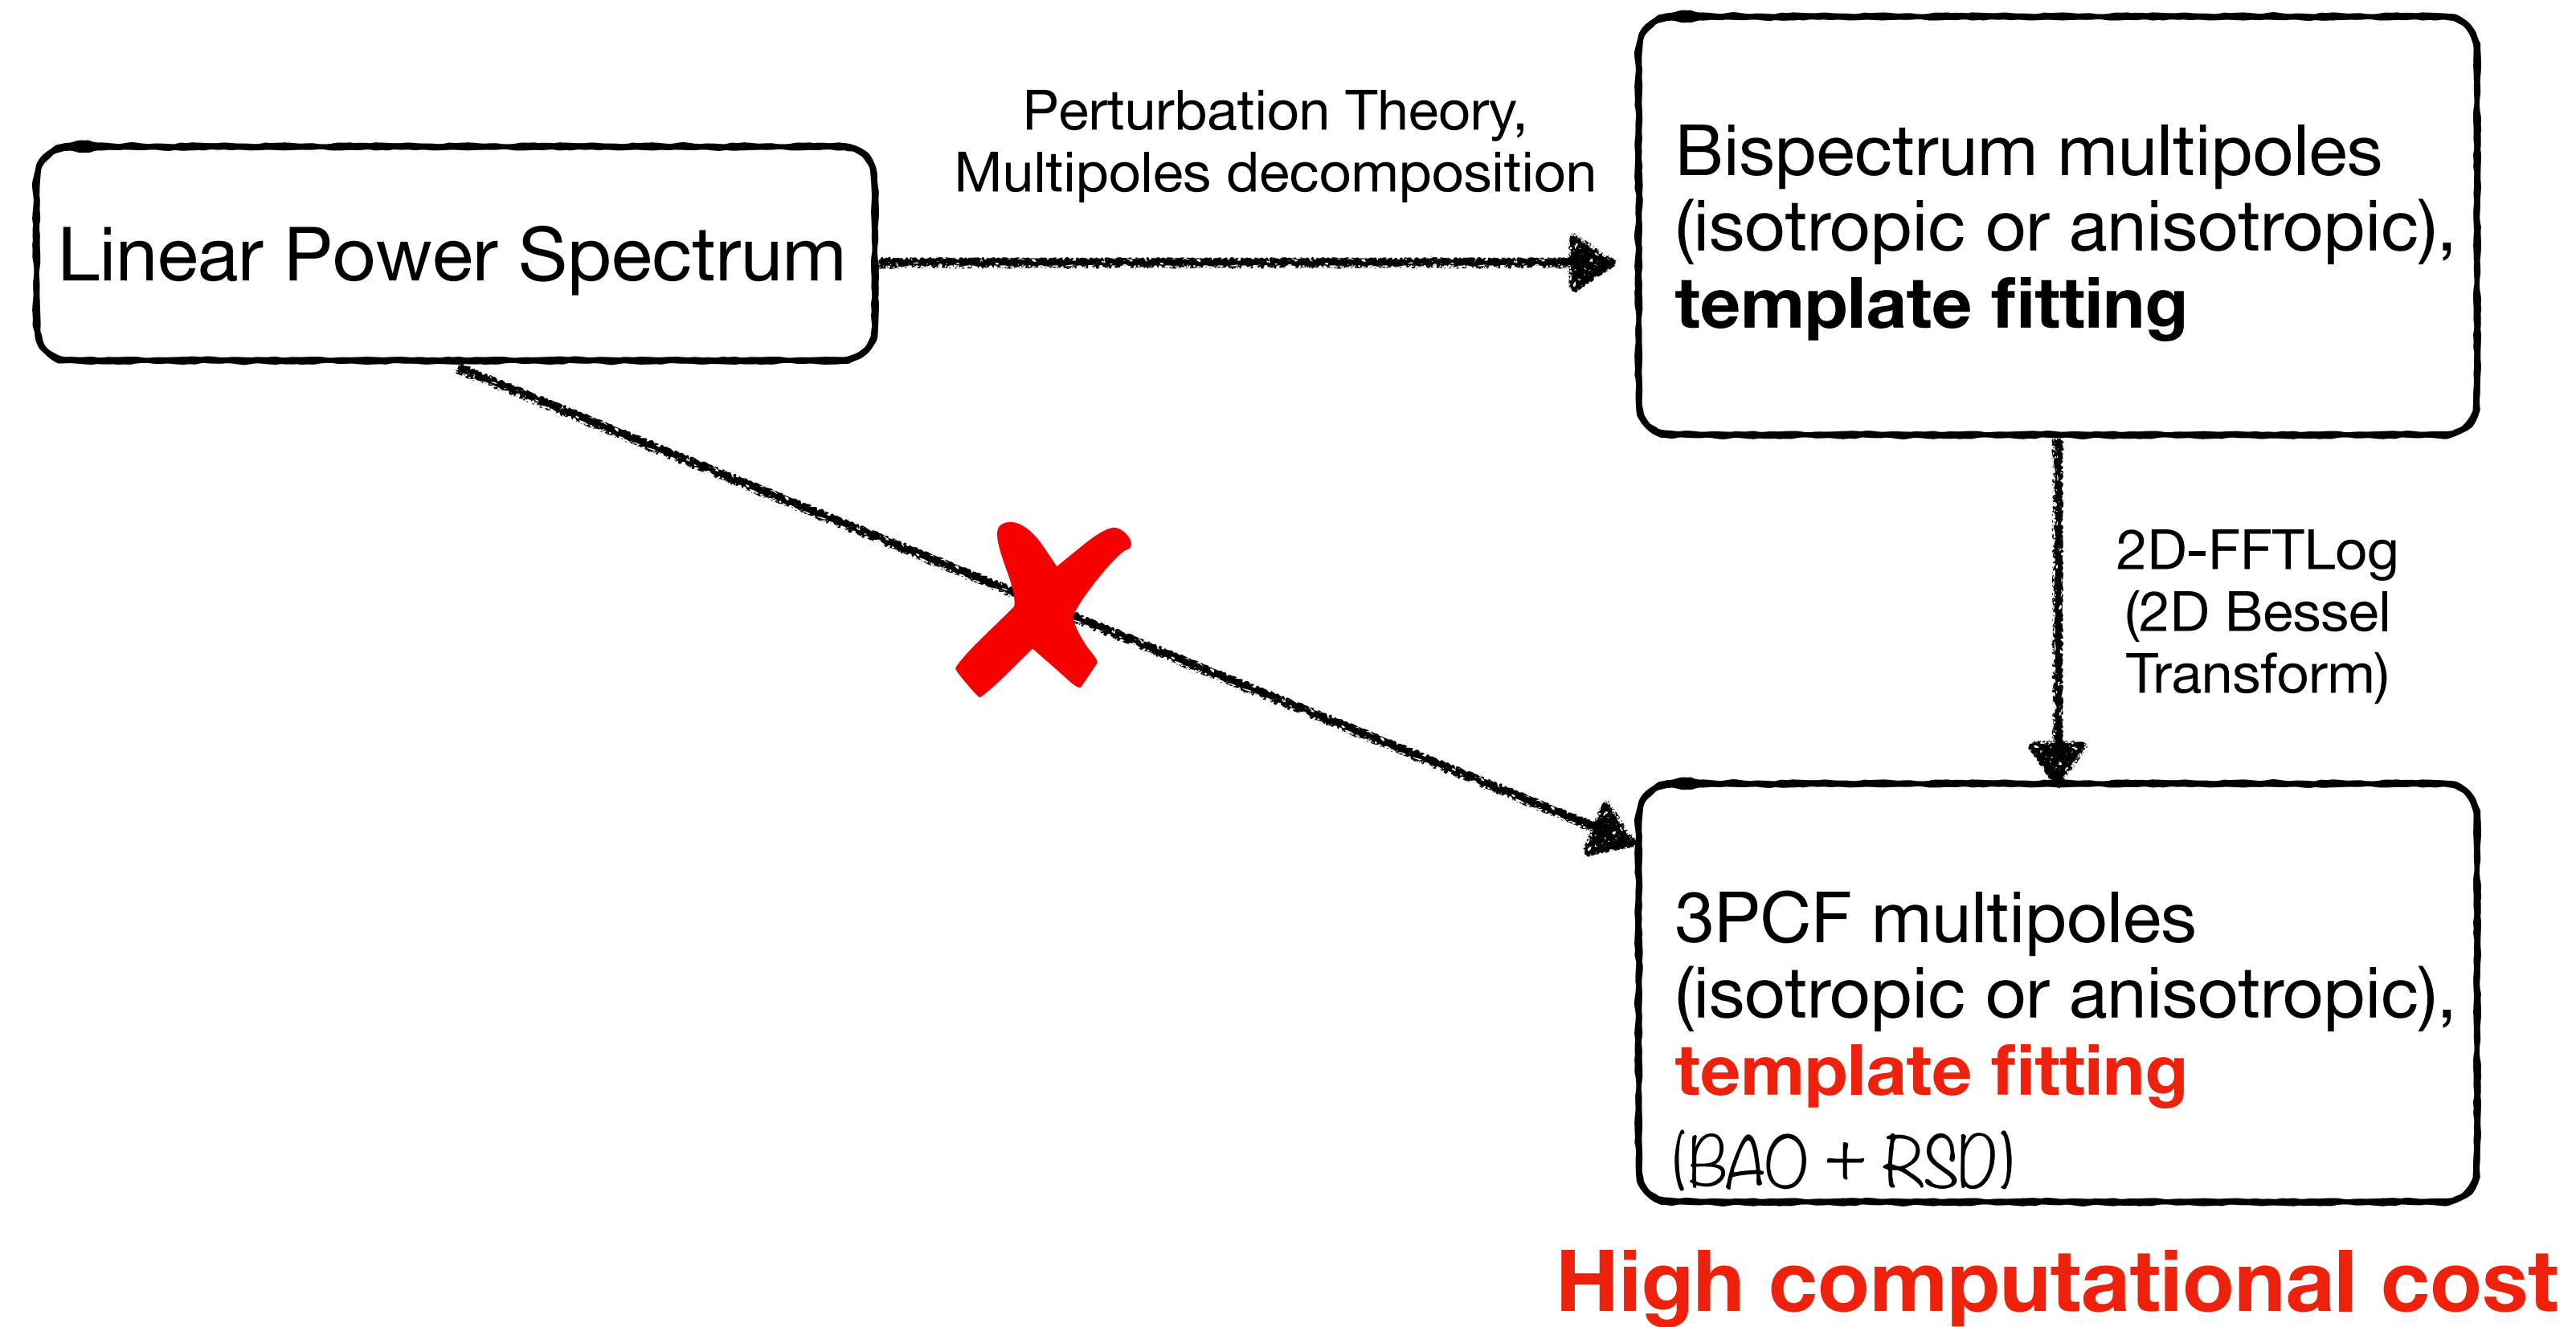 Perturbation Theory,
Multipoles decomposition
Linear Power Spectrum
Bispectrum multipoles
(isotropic or anisotropic),
template fitting
2D-FFTLog
(2D Bessel
Transform)
3PCF multipoles
(isotropic or anisotropic),
template fitting
(BAO + RSD)
High computational cost